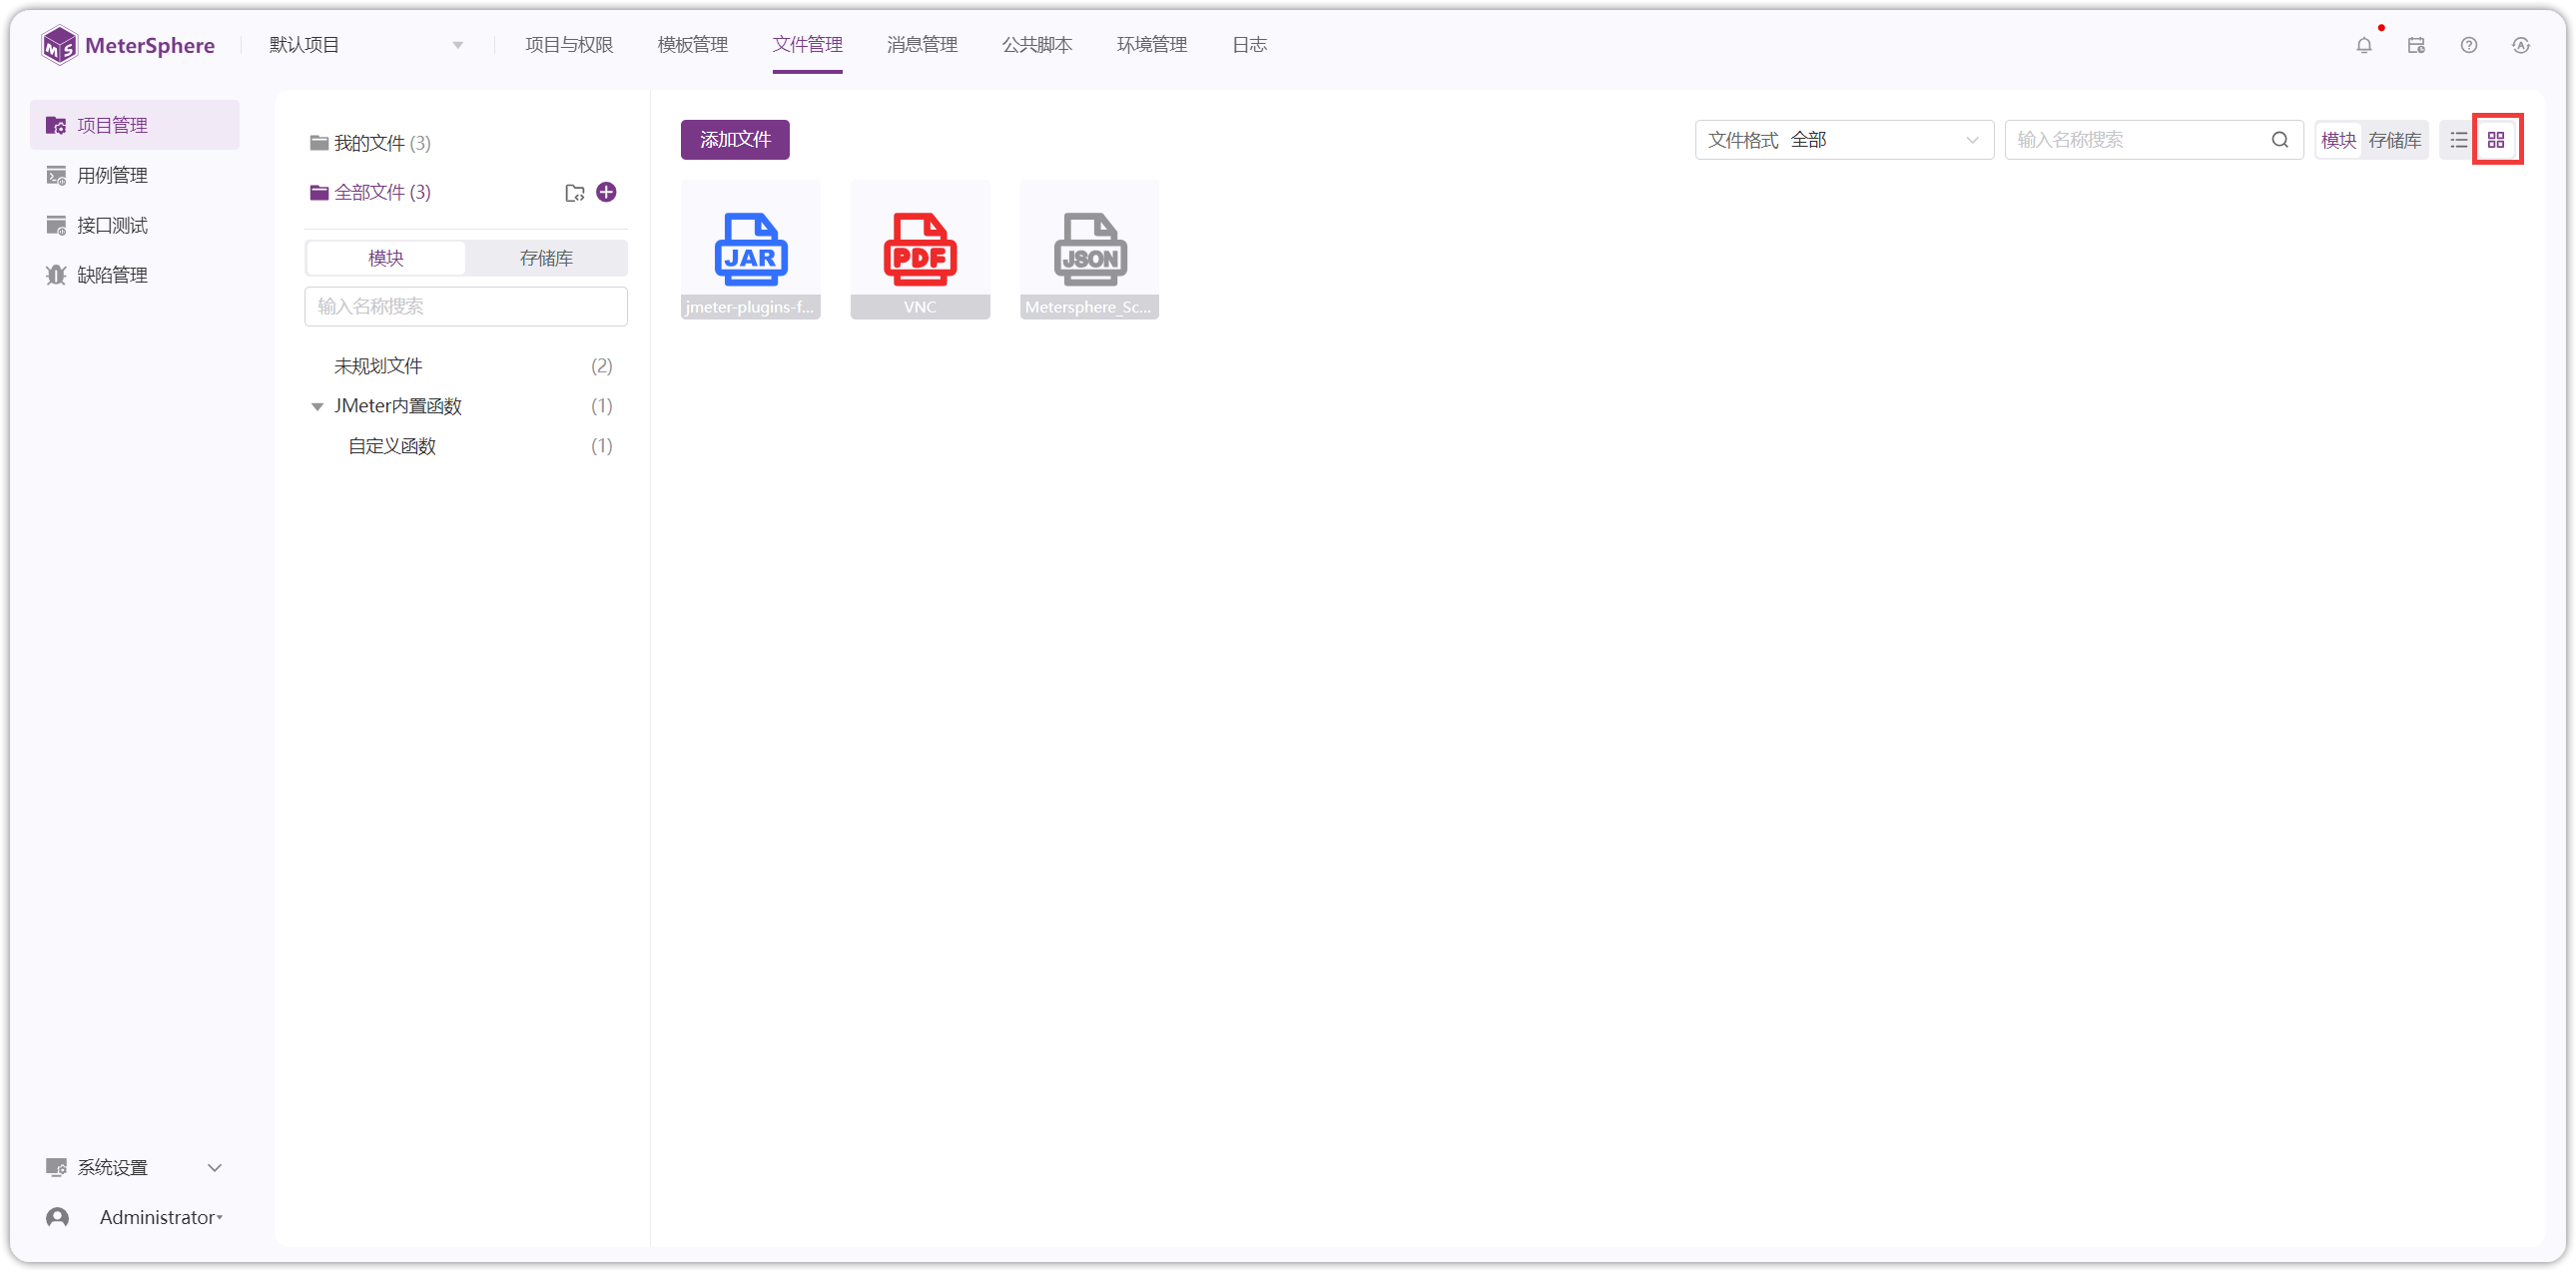 MeterSphere
默认项目
项目与权限
模板管理
文件管理
消息管理
公共脚本
环境管理
日志
项目管理
用例管理
接口测试
缺陷管理
系统设置
Administrator
我的文件 (3)
全部文件 (3)
模块
存储库
输入名称搜索
未规划文件 (2)
JMeter内置函数 (1)
自定义函数 (1)
添加文件
文件格式 全部
输入名称搜索
模块
存储库
JAR
jmeter-plugins-f...
PDF
VNC
JSON
Metersphere_Sc...